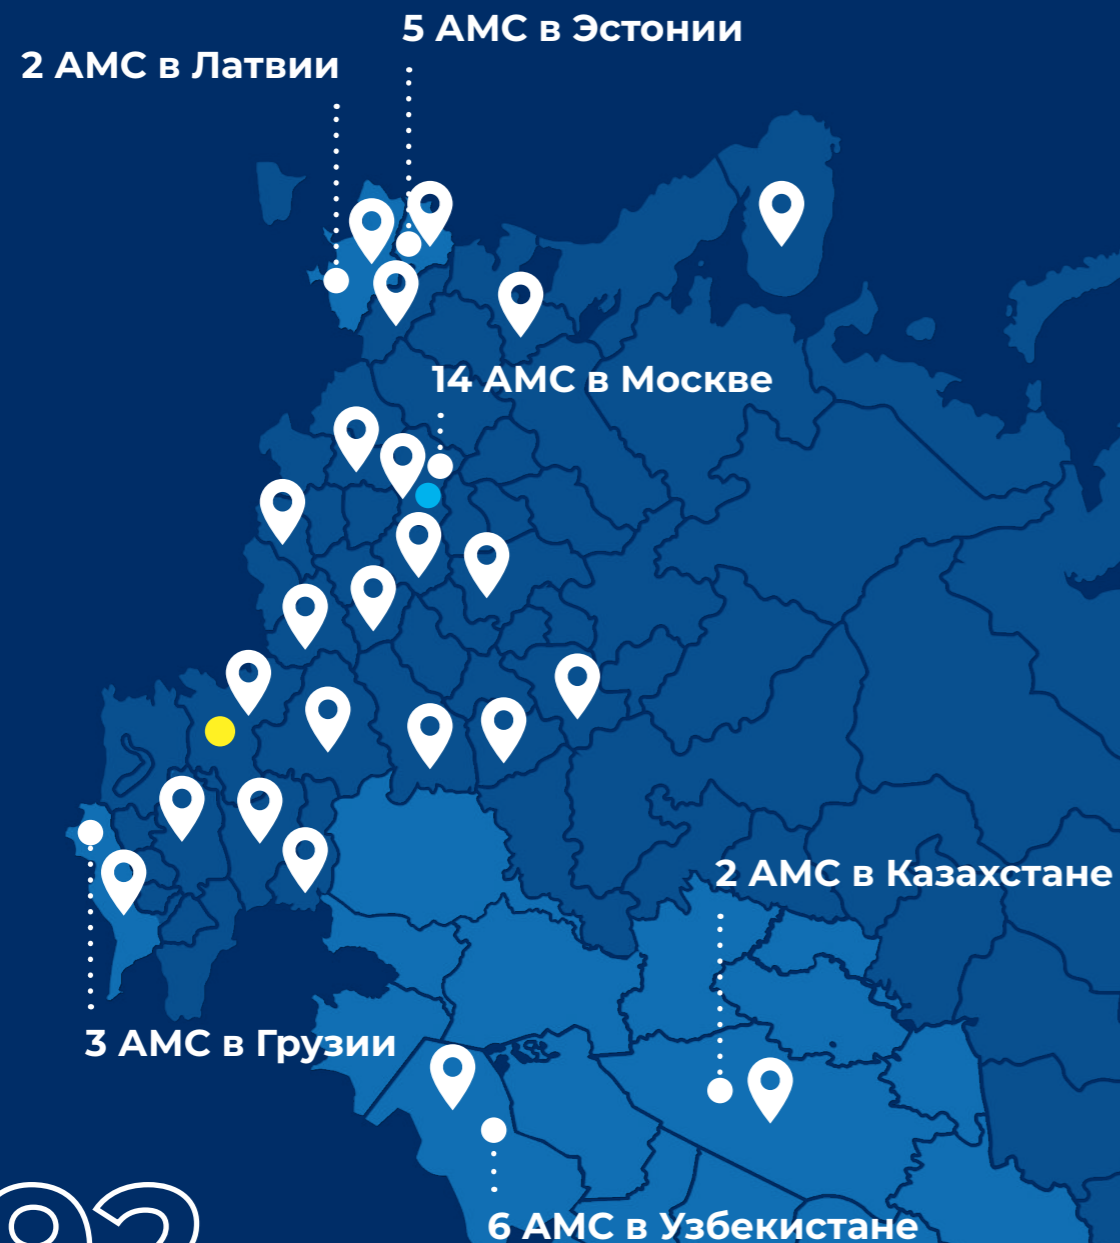 5 АМС в Эстонии
2 АМС в Латвии
14 АМС в Москве
2 АМС в Казахстане
3 АМС в Грузии
6 АМС в Узбекистане